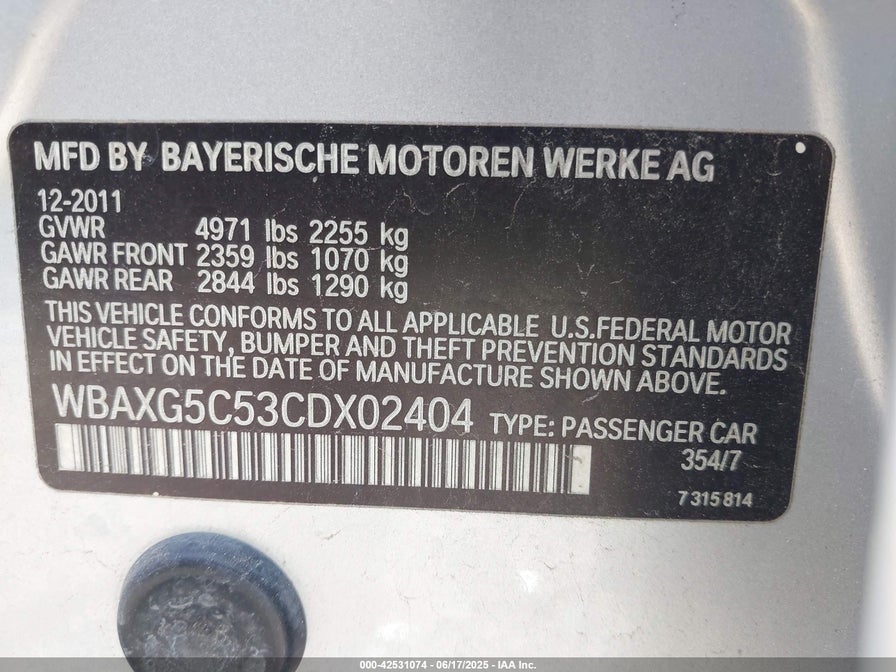 MFD BY BAYERISCHE MOTOREN WERKE AG
12-2011
GVWR 4971 lbs 2255 kg
GAWR FRONT 2359 lbs 1070 kg
GAWR REAR 2844 lbs 1290 kg
THIS VEHICLE CONFORMS TO ALL APPLICABLE U.S.FEDERAL MOTOR
VEHICLE SAFETY, BUMPER AND THEFT PREVENTION STANDARDS
IN EFFECT ON THE DATE OF MANUFACTURE SHOWN ABOVE.
WBAXG5C53CDX02404 TYPE: PASSENGER CAR
354/7
7 315 814
000-42531074 | 06/17/2025 - IAA Inc.